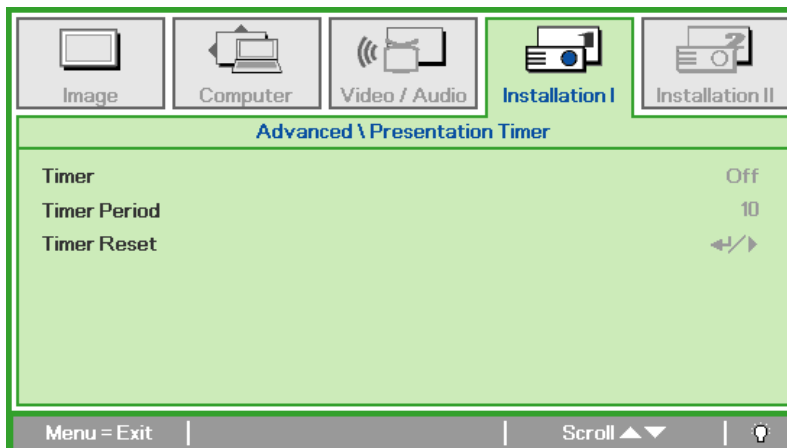 Image Computer Video / Audio Installation I Installation II
Advanced \ Presentation Timer
Timer Off
Timer Period 10
Timer Reset
Menu = Exit Scroll